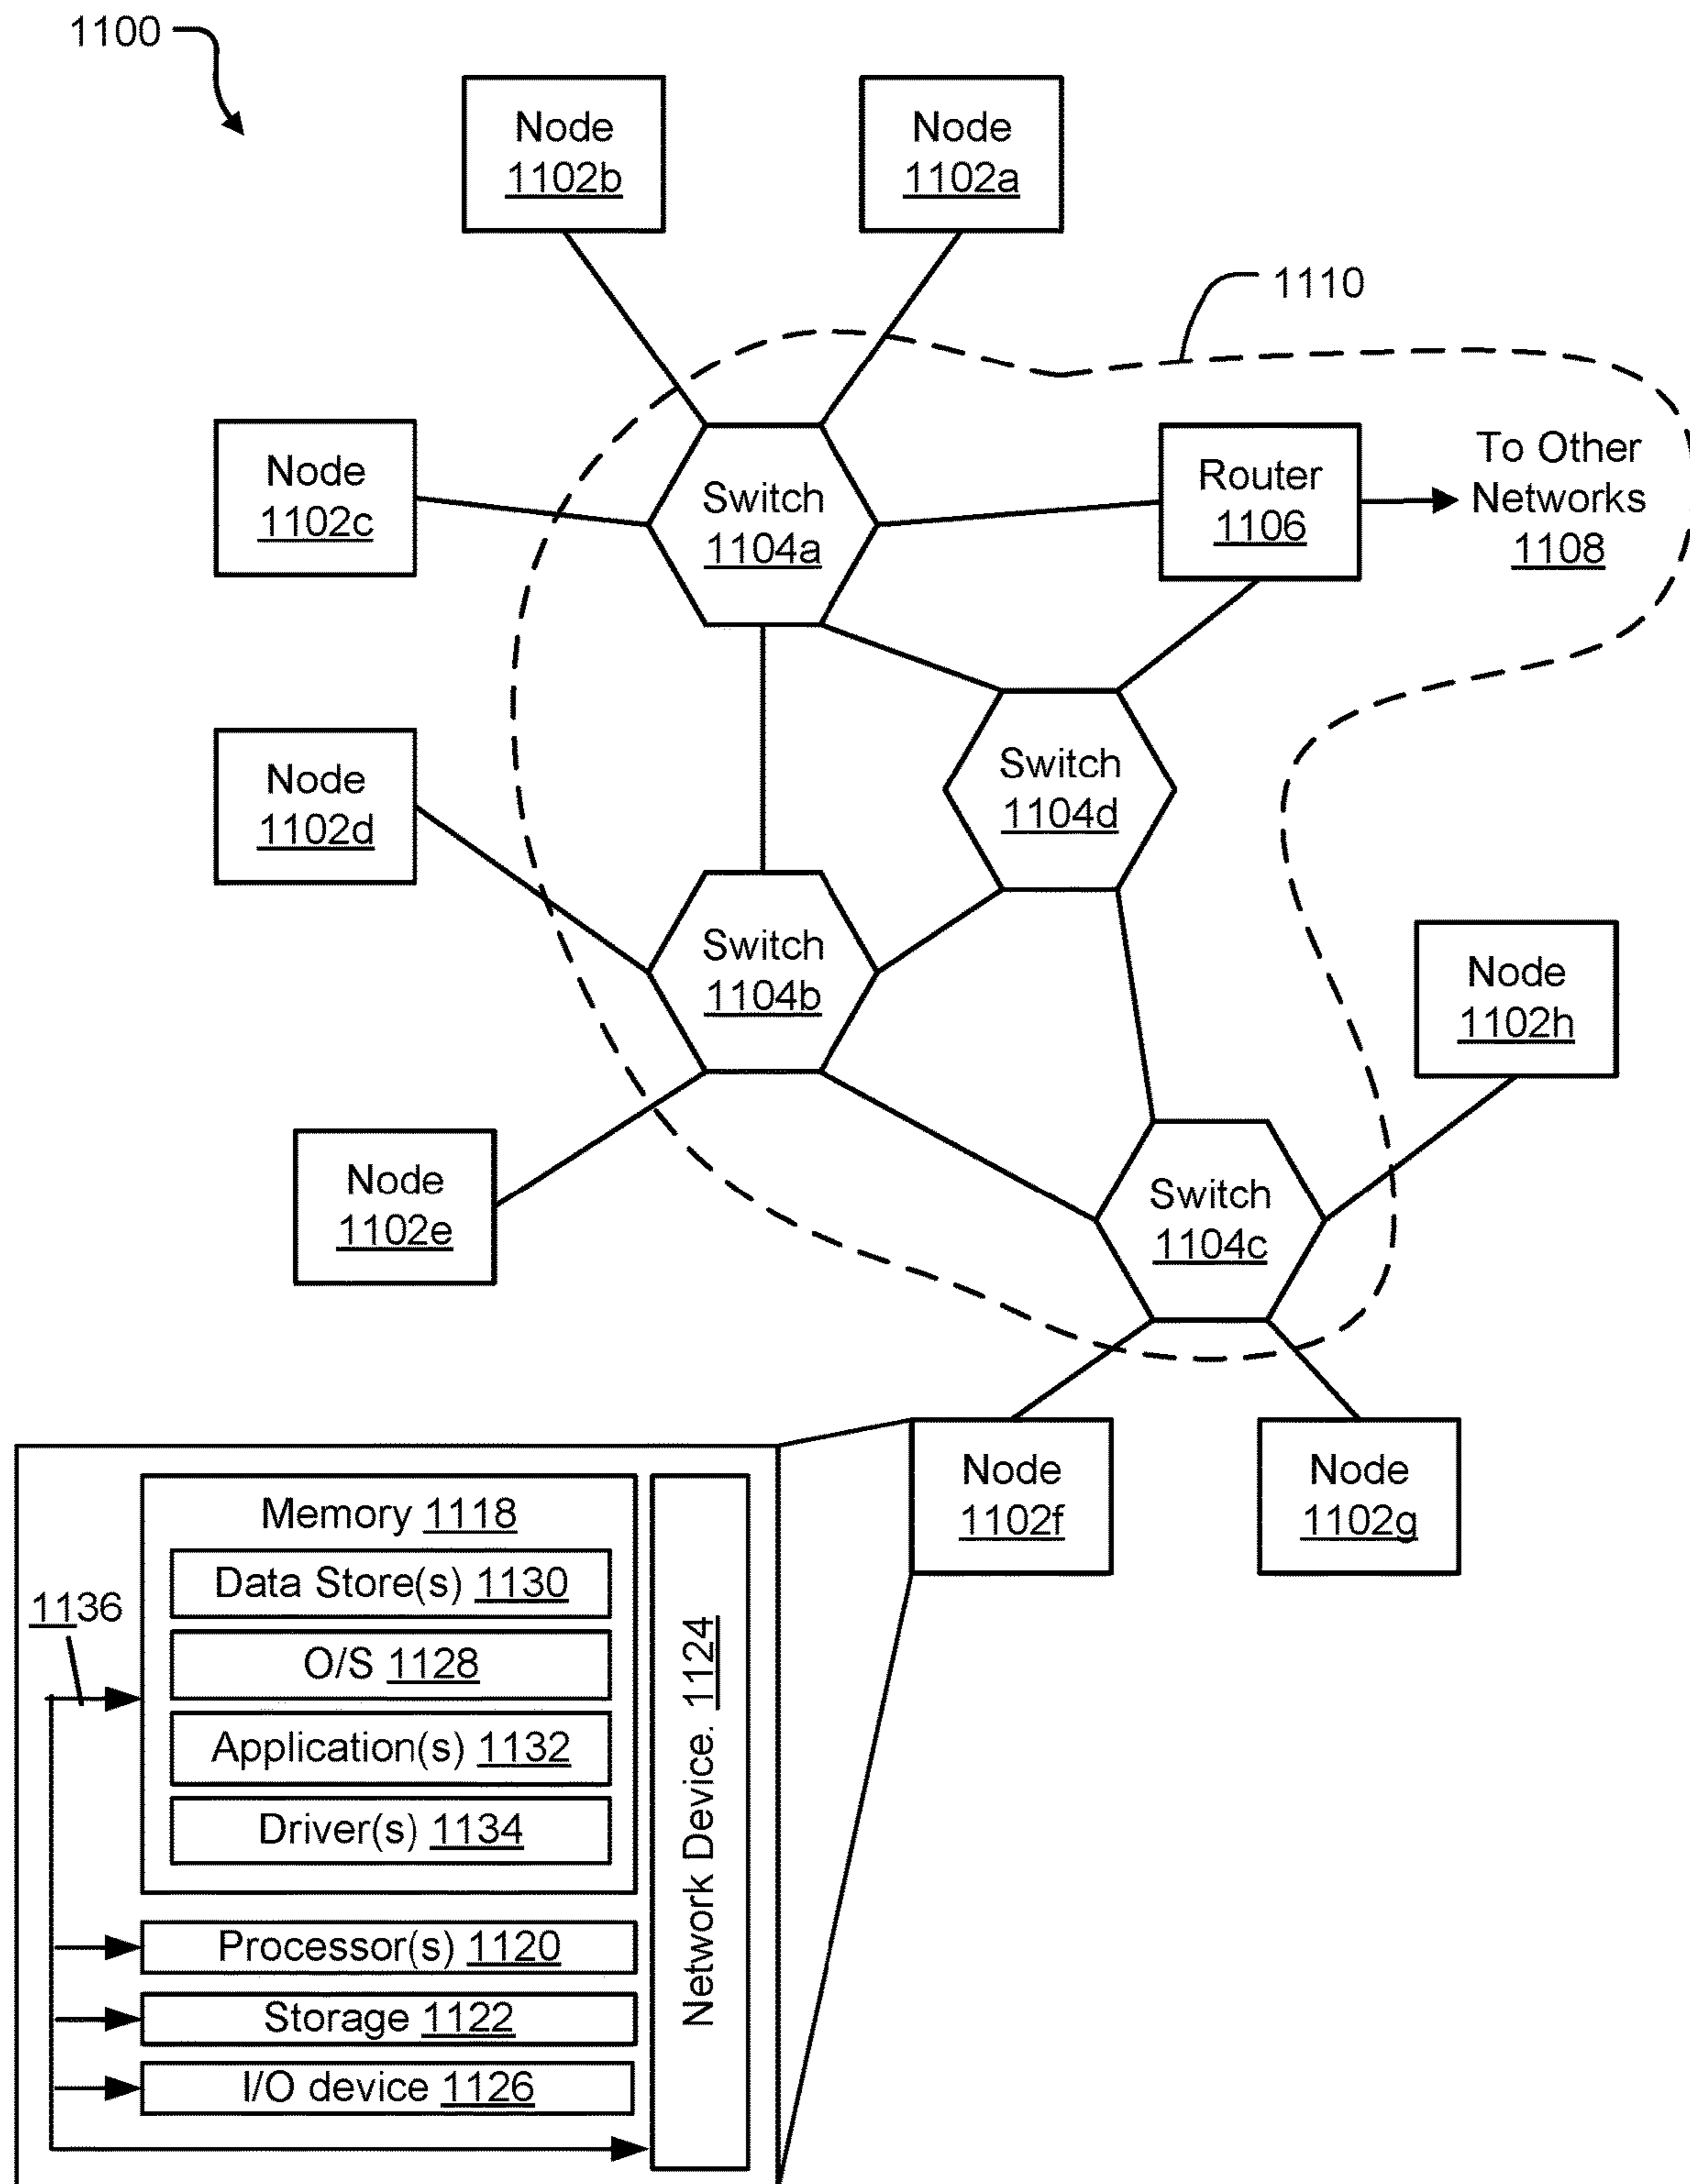 1100
Node
1102b
Node
1102a
1110
Node
1102c
Switch
1104a
Router
1106
To Other
Networks
1108
Node
1102d
Switch
1104d
Switch
1104b
Node
1102h
Node
1102e
Switch
1104c
Node
1102f
Node
1102g
Memory 1118
Data Store(s) 1130
1136
O/S 1128
Application(s) 1132
Driver(s) 1134
Processor(s) 1120
Storage 1122
I/O device 1126
Network Device. 1124